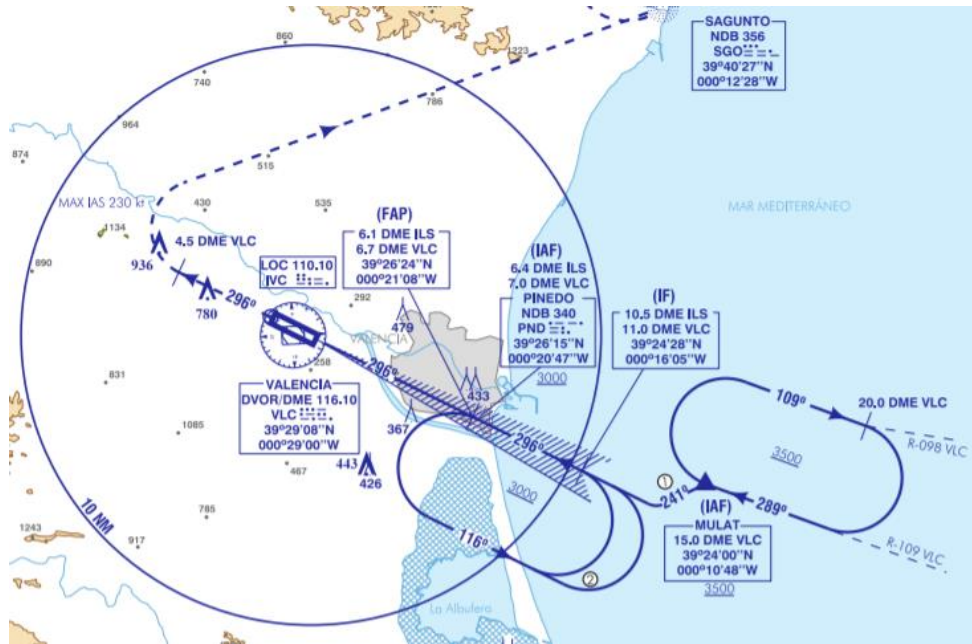 SAGUNTO
NDB 356
SGO
39º40'27"N
000º12'28"W
860
1223
740
786
964
874
515
MAX IAS 230 kt
430
535
1134
MAR MEDITERRÁNEO
4.5 DME VLC
936
890
296º
780
LOC 110.10
IVC
(FAP)
6.1 DME ILS
6.7 DME VLC
39º26'24"N
000º21'08"W
292
479
VALENCIA
(IAF)
6.4 DME ILS
7.0 DME VLC
PINEDO
NDB 340
PND
39º26'15"N
000º20'47"W
3000
(IF)
10.5 DME ILS
11.0 DME VLC
39º24'28"N
000º16'05"W
258
296º
433
831
VALENCIA
DVOR/DME 116.10
VLC
39º29'08"N
000º29'00"W
367
109º
20.0 DME VLC
R-098 VLC
1085
296º
443
426
467
3500
3000
1
241º
289º
(IAF)
MULAT
15.0 DME VLC
39º24'00"N
000º10'48"W
3500
R-109 VLC
10 NM
785
1243
917
116º
2
La Albufera